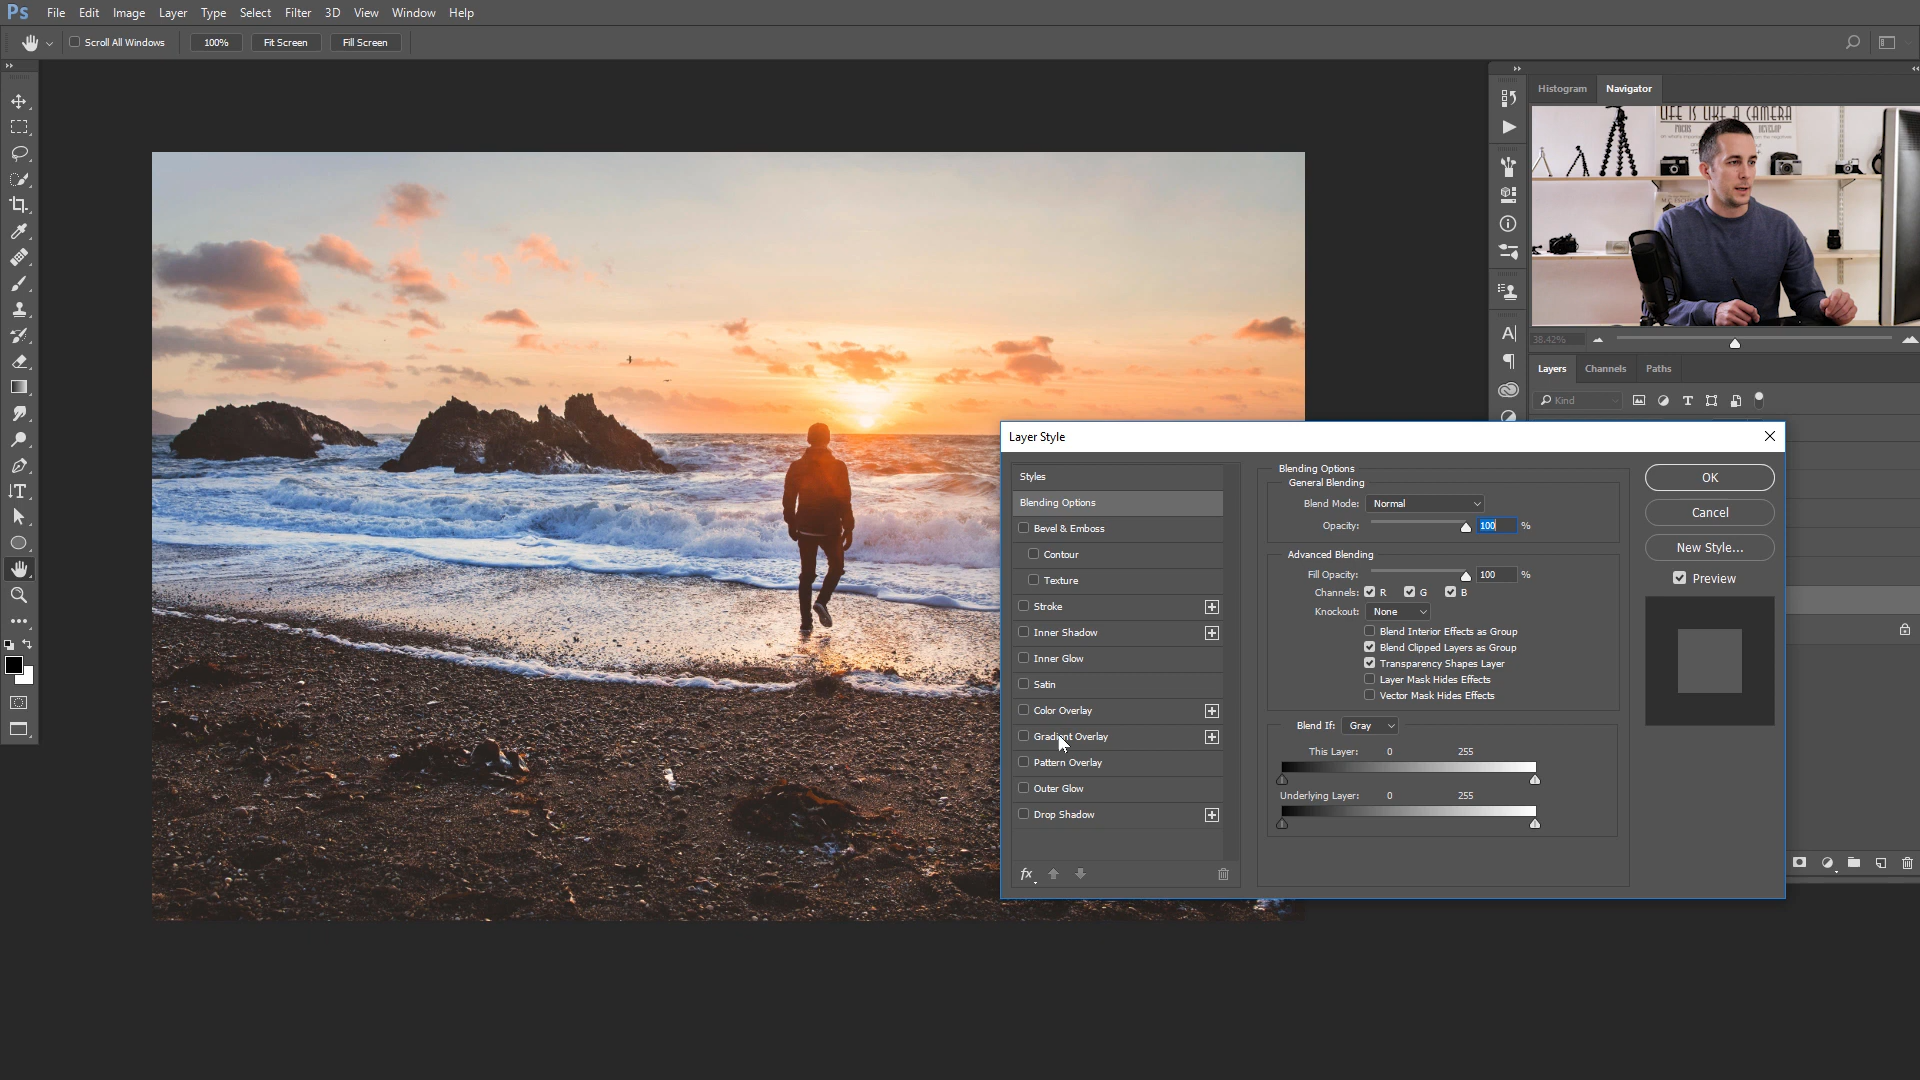 Ps File Edit Image Layer Type Select Filter 3D View Window Help
Scroll All Windows 100% Fit Screen Fill Screen
Histogram Navigator
LIFE IS LIKE A CAMERA
38.42%
Layers Channels Paths
Kind
Layer Style
Styles
Blending Options
Bevel & Emboss
Contour
Texture
Stroke
Inner Shadow
Inner Glow
Satin
Color Overlay
Gradient Overlay
Pattern Overlay
Outer Glow
Drop Shadow
fx
Blending Options
General Blending
Blend Mode: Normal
Opacity: 100 %
Advanced Blending
Fill Opacity: 100 %
Channels: R G B
Knockout: None
Blend Interior Effects as Group
Blend Clipped Layers as Group
Transparency Shapes Layer
Layer Mask Hides Effects
Vector Mask Hides Effects
Blend If: Gray
This Layer: 0 255
Underlying Layer: 0 255
OK
Cancel
New Style...
Preview